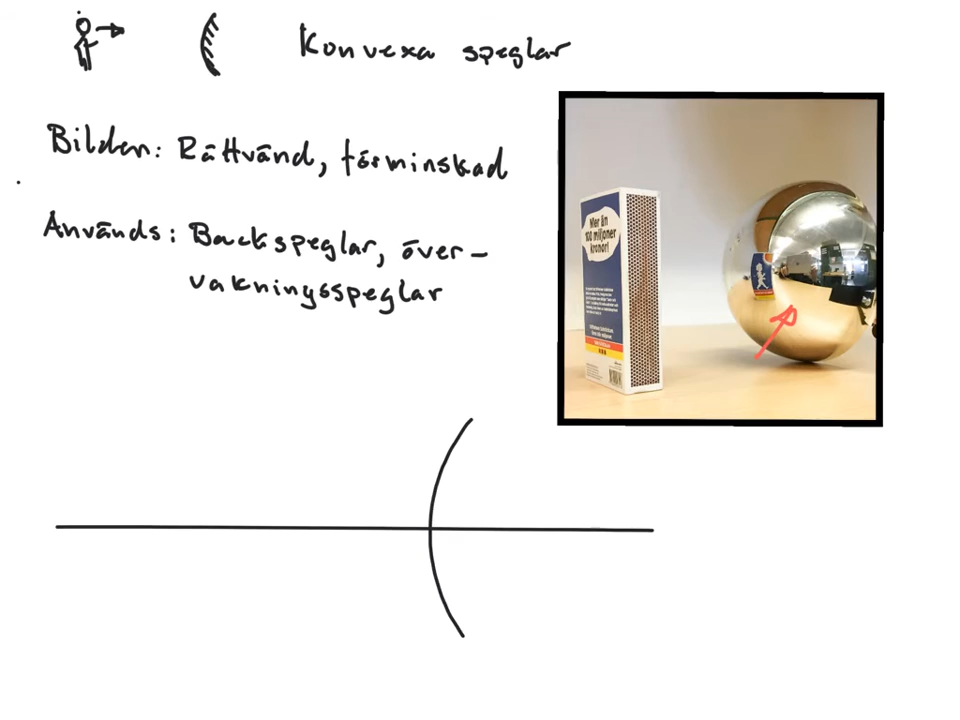 Konvexa speglar
Bilden: Rättvänd, förminskad
Används: Backspeglar, över-
vakningsspeglar
Mer än
100 miljoner
kronor!